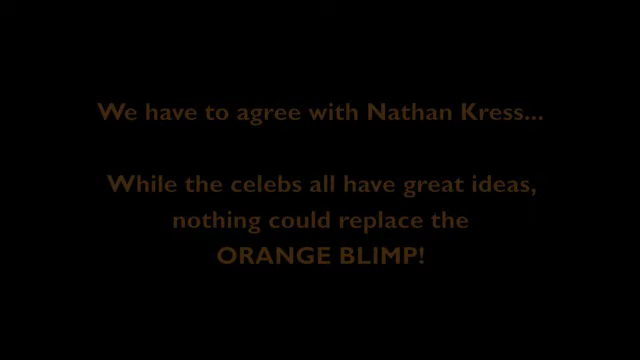 We have to agree with Nathan Kress...
While the celebs all have great ideas,
nothing could replace the
ORANGE BLIMP!